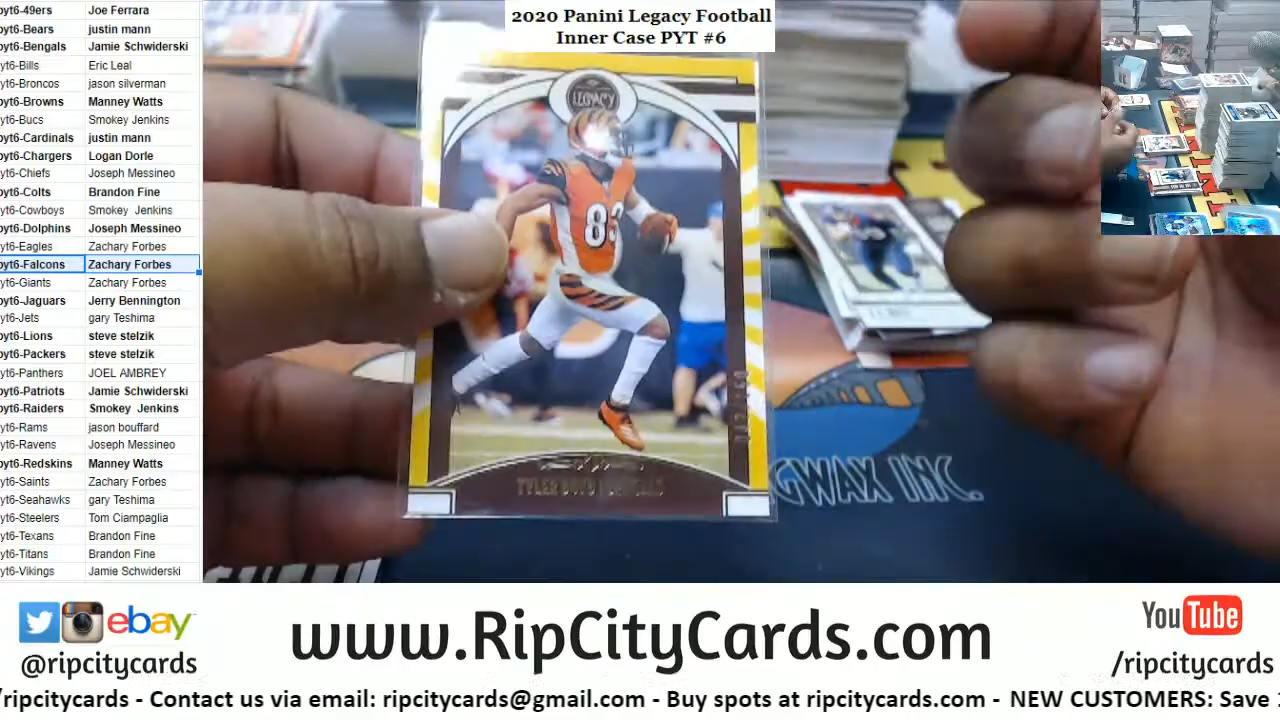 2020 Panini Legacy Football
Inner Case PYT #6
yt6-49ers Joe Ferrara
yt6-Bears justin mann
yt6-Bengals Jamie Schwiderski
yt6-Bills Eric Leal
yt6-Broncos jason silverman
yt6-Browns Manney Watts
yt6-Bucs Smokey Jenkins
yt6-Cardinals justin mann
yt6-Chargers Logan Dorle
yt6-Chiefs Joseph Messineo
yt6-Colts Brandon Fine
yt6-Cowboys Smokey Jenkins
yt6-Dolphins Joseph Messineo
yt6-Eagles Zachary Forbes
yt6-Falcons Zachary Forbes
yt6-Giants Zachary Forbes
yt6-Jaguars Jerry Bennington
yt6-Jets gary Teshima
yt6-Lions steve stelzik
yt6-Packers steve stelzik
yt6-Panthers JOEL AMBREY
yt6-Patriots Jamie Schwiderski
yt6-Raiders Smokey Jenkins
yt6-Rams jason bouffard
yt6-Ravens Joseph Messineo
yt6-Redskins Manney Watts
yt6-Saints Zachary Forbes
yt6-Seahawks gary Teshima
yt6-Steelers Tom Ciampaglia
yt6-Texans Brandon Fine
yt6-Titans Brandon Fine
yt6-Vikings Jamie Schwiderski
LEGACY
83
TYLER BOYD
GWAX INC.
ebay
@ripcitycards
www.RipCityCards.com
YouTube
/ripcitycards
/ripcitycards - Contact us via email: ripcitycards@gmail.com - Buy spots at ripcitycards.com - NEW CUSTOMERS: Save